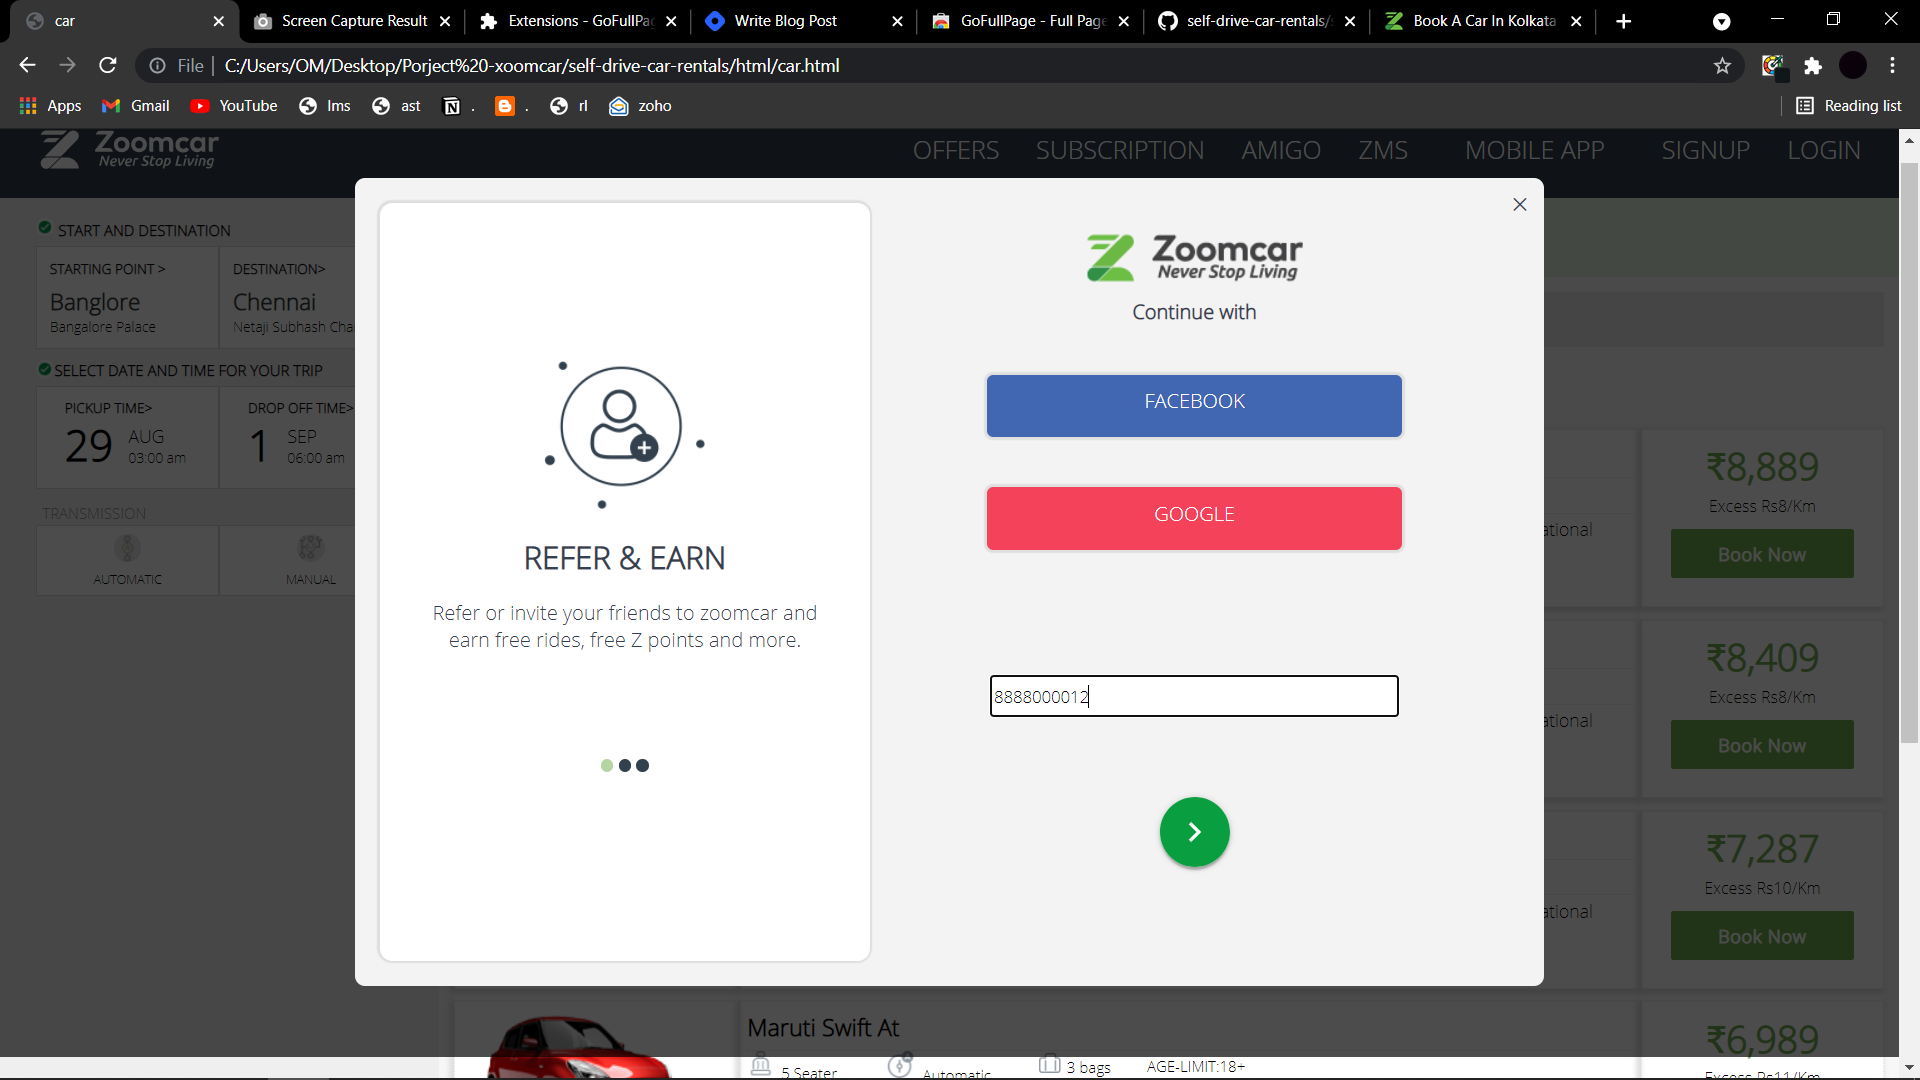 car
Screen Capture Result
Extensions - GoFullPag
Write Blog Post
GoFullPage - Full Page
self-drive-car-rentals/
Book A Car In Kolkata
File
C:/Users/OM/Desktop/Porject%20-xoomcar/self-drive-car-rentals/html/car.html
Apps
Gmail
YouTube
lms
ast
.
.
rl
zoho
Reading list
Zoomcar
Never Stop Living
OFFERS
SUBSCRIPTION
AMIGO
ZMS
MOBILE APP
SIGNUP
LOGIN
START AND DESTINATION
STARTING POINT >
DESTINATION>
Banglore
Chennai
Bangalore Palace
Netaji Subhash Cha
SELECT DATE AND TIME FOR YOUR TRIP
PICKUP TIME>
DROP OFF TIME>
29
AUG
03:00 am
1
SEP
06:00 am
TRANSMISSION
AUTOMATIC
MANUAL
REFER & EARN
Refer or invite your friends to zoomcar and
earn free rides, free Z points and more.
Zoomcar
Never Stop Living
Continue with
FACEBOOK
GOOGLE
8888000012
₹8,889
Excess Rs8/Km
ational
Book Now
₹8,409
Excess Rs8/Km
ational
Book Now
₹7,287
Excess Rs10/Km
ational
Book Now
Maruti Swift At
5 Seater
Automatic
3 bags
AGE-LIMIT:18+
₹6,989
Excess Rs11/Km